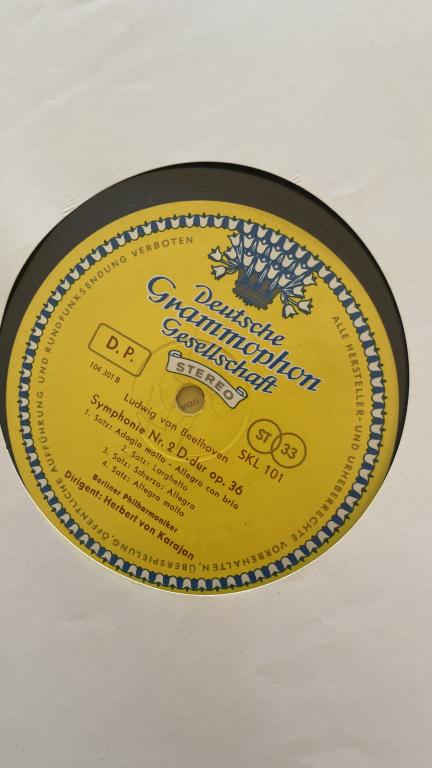 Deutsche
Grammophon
Gesellschaft
STEREO
D.P.
104 301 B
ST 33
SKL 101
Ludwig van Beethoven
Symphonie Nr. 2 D-dur op. 36
1. Satz: Adagio molto - Allegro con brio
2. Satz: Larghetto
3. Satz: Scherzo: Allegro
4. Satz: Allegro molto
Berliner Philharmoniker
Dirigent: Herbert von Karajan
ALLE HERSTELLER- UND URHEBERRECHTE VORBEHALTEN, ÜBERSPIELUNG, ÖFFENTLICHE AUFFÜHRUNG UND RUNDFUNKSENDUNG VERBOTEN